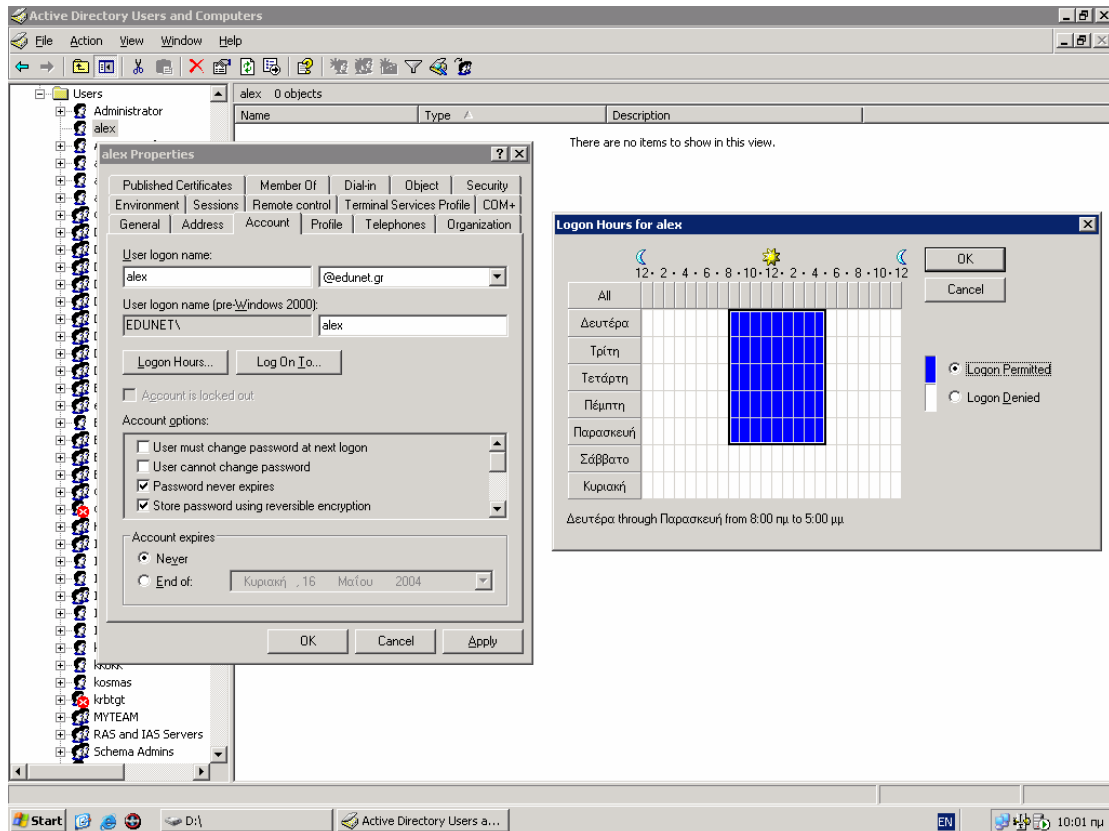 Active Directory Users and Computers
File Action View Window Help
Users
Administrator
alex
kosmas
krbtgt
MYTEAM
RAS and IAS Servers
Schema Admins
alex 0 objects
Name Type Description
There are no items to show in this view.
alex Properties
Published Certificates Member Of Dial-in Object Security
Environment Sessions Remote control Terminal Services Profile COM+
General Address Account Profile Telephones Organization
User logon name:
alex @edunet.gr
User logon name (pre-Windows 2000):
EDUNET\ alex
Logon Hours... Log On To...
Account is locked out
Account options:
User must change password at next logon
User cannot change password
Password never expires
Store password using reversible encryption
Account expires
Never
End of: Κυριακή , 16 Μαΐου 2004
OK Cancel Apply
Logon Hours for alex
12 · 2 · 4 · 6 · 8 · 10 · 12 · 2 · 4 · 6 · 8 · 10 · 12
All
Δευτέρα
Τρίτη
Τετάρτη
Πέμπτη
Παρασκευή
Σάββατο
Κυριακή
OK
Cancel
Logon Permitted
Logon Denied
Δευτέρα through Παρασκευή from 8:00 πμ to 5:00 μμ
Start D:\ Active Directory Users a... EN 10:01 πμ